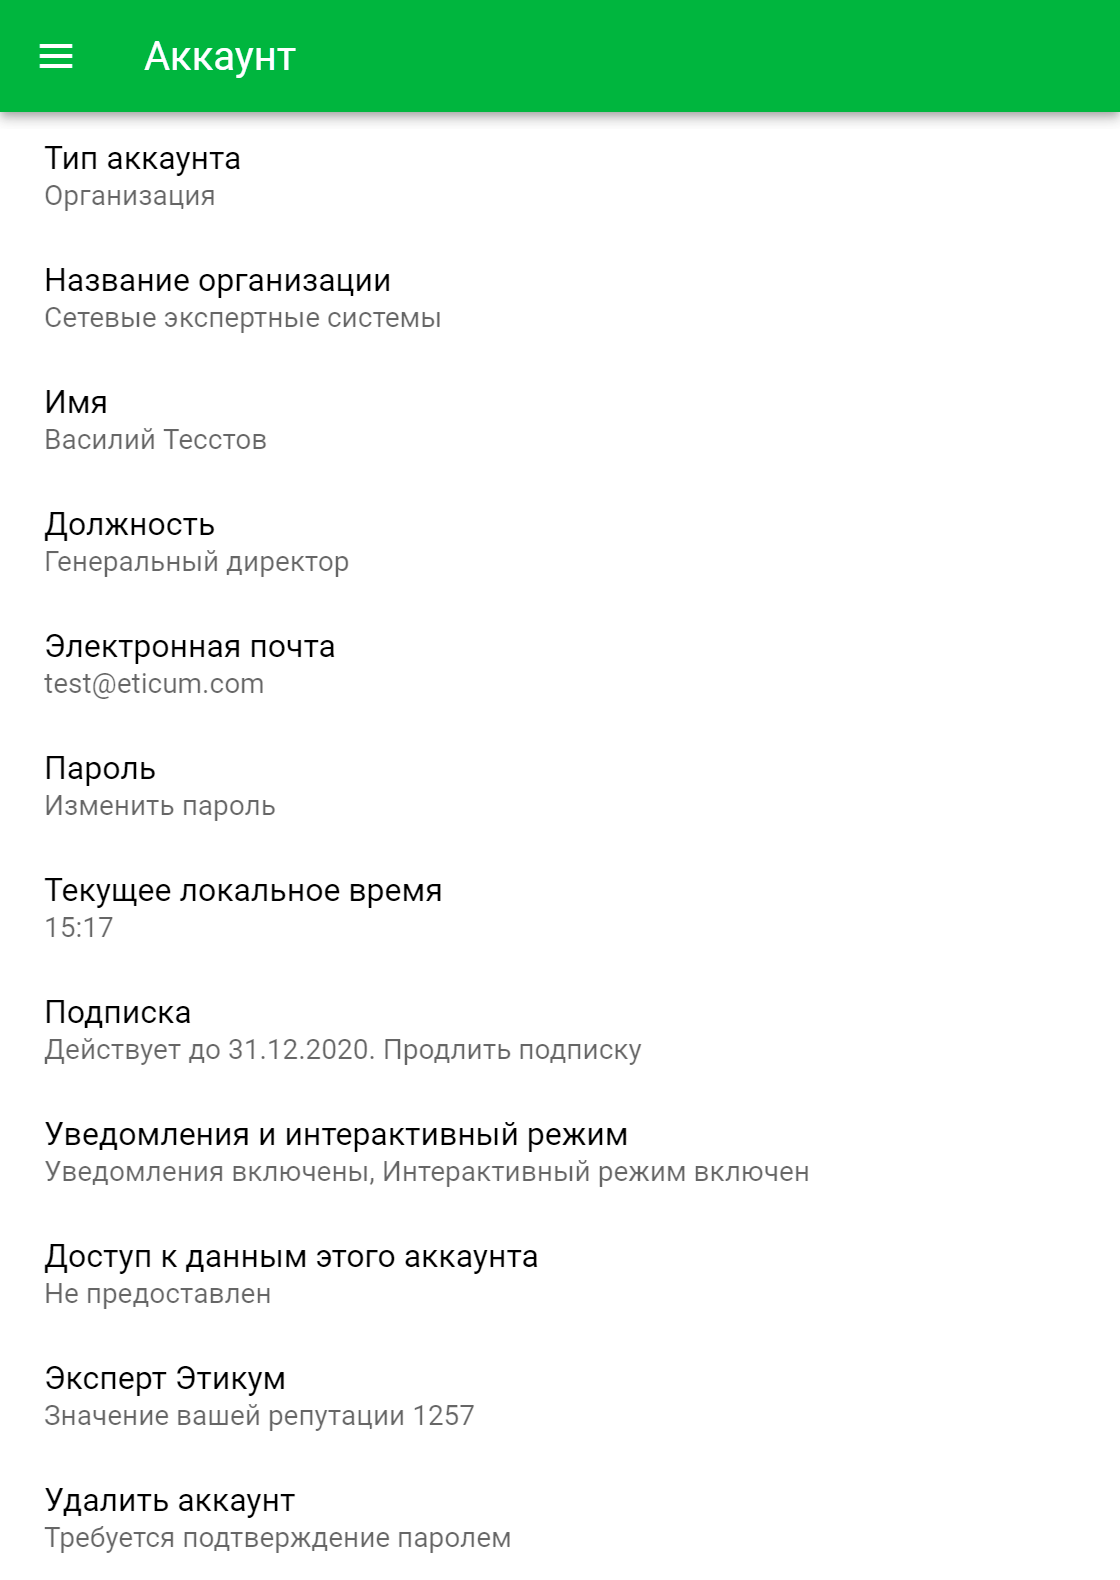 Аккаунт
Тип аккаунта
Организация
Название организации
Сетевые экспертные системы
Имя
Василий Тесстов
Должность
Генеральный директор
Электронная почта
test@eticum.com
Пароль
Изменить пароль
Текущее локальное время
15:17
Подписка
Действует до 31.12.2020. Продлить подписку
Уведомления и интерактивный режим
Уведомления включены, Интерактивный режим включен
Доступ к данным этого аккаунта
Не предоставлен
Эксперт Этикум
Значение вашей репутации 1257
Удалить аккаунт
Требуется подтверждение паролем